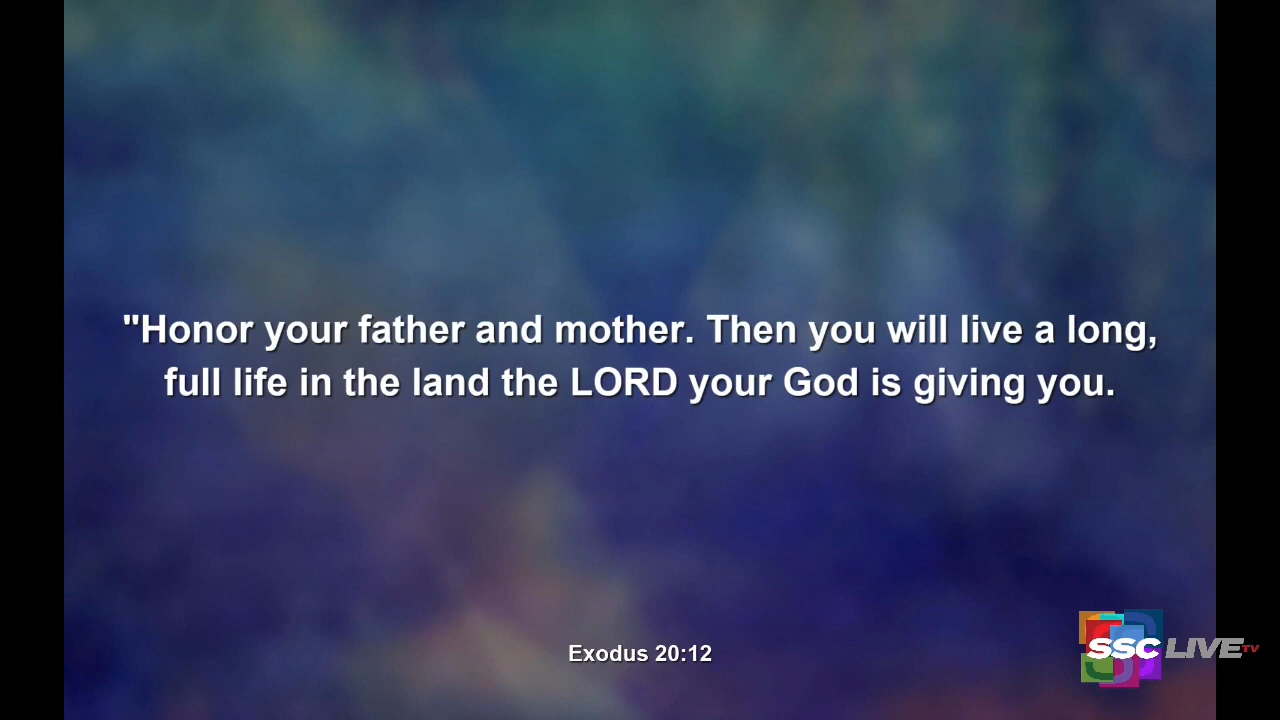 "Honor your father and mother. Then you will live a long,
full life in the land the LORD your God is giving you.
Exodus 20:12
SSC LIVE TV